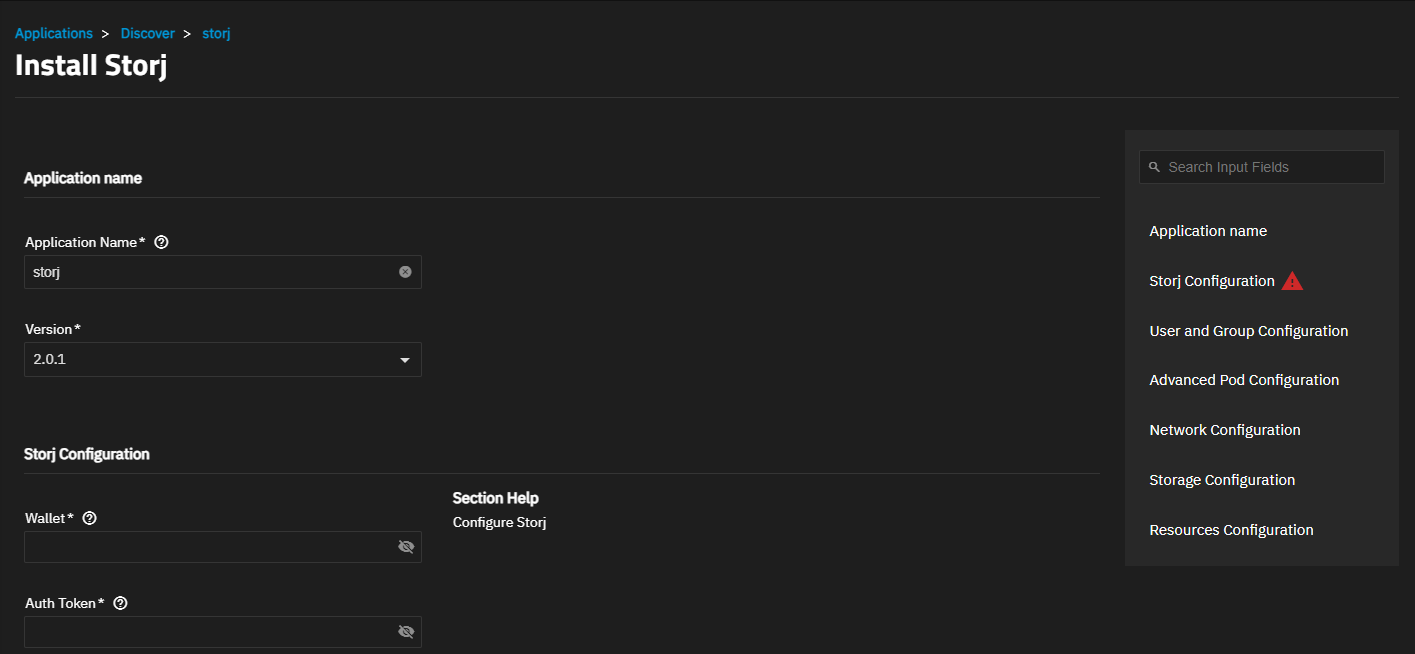 Applications > Discover > storj
Install Storj
Application name
Application Name*
storj
Version*
2.0.1
Storj Configuration
Wallet*
Section Help
Configure Storj
Auth Token*
Search Input Fields
Application name
Storj Configuration
User and Group Configuration
Advanced Pod Configuration
Network Configuration
Storage Configuration
Resources Configuration